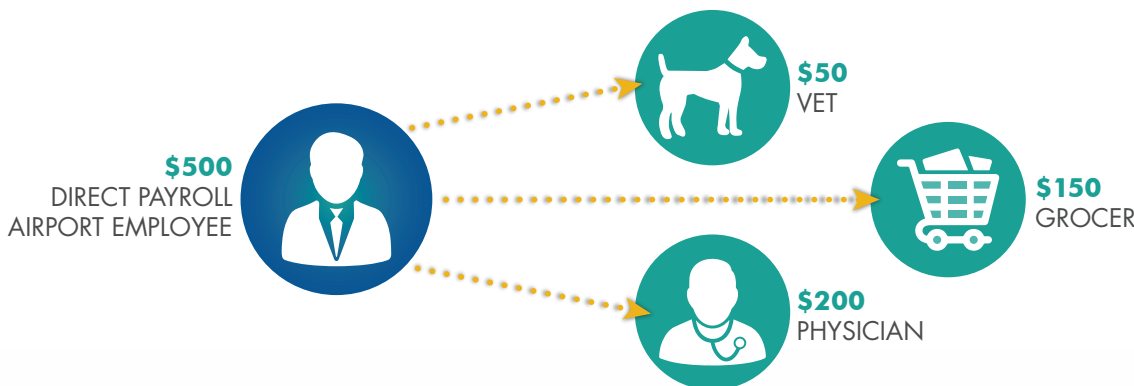 $500
DIRECT PAYROLL
AIRPORT EMPLOYEE
$50
VET
$150
GROCER
$200
PHYSICIAN